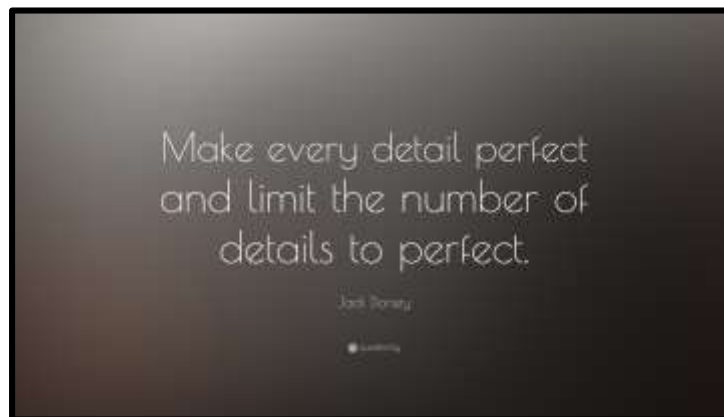 Make every detail perfect
and limit the number of
details to perfect.
Jack Dorsey